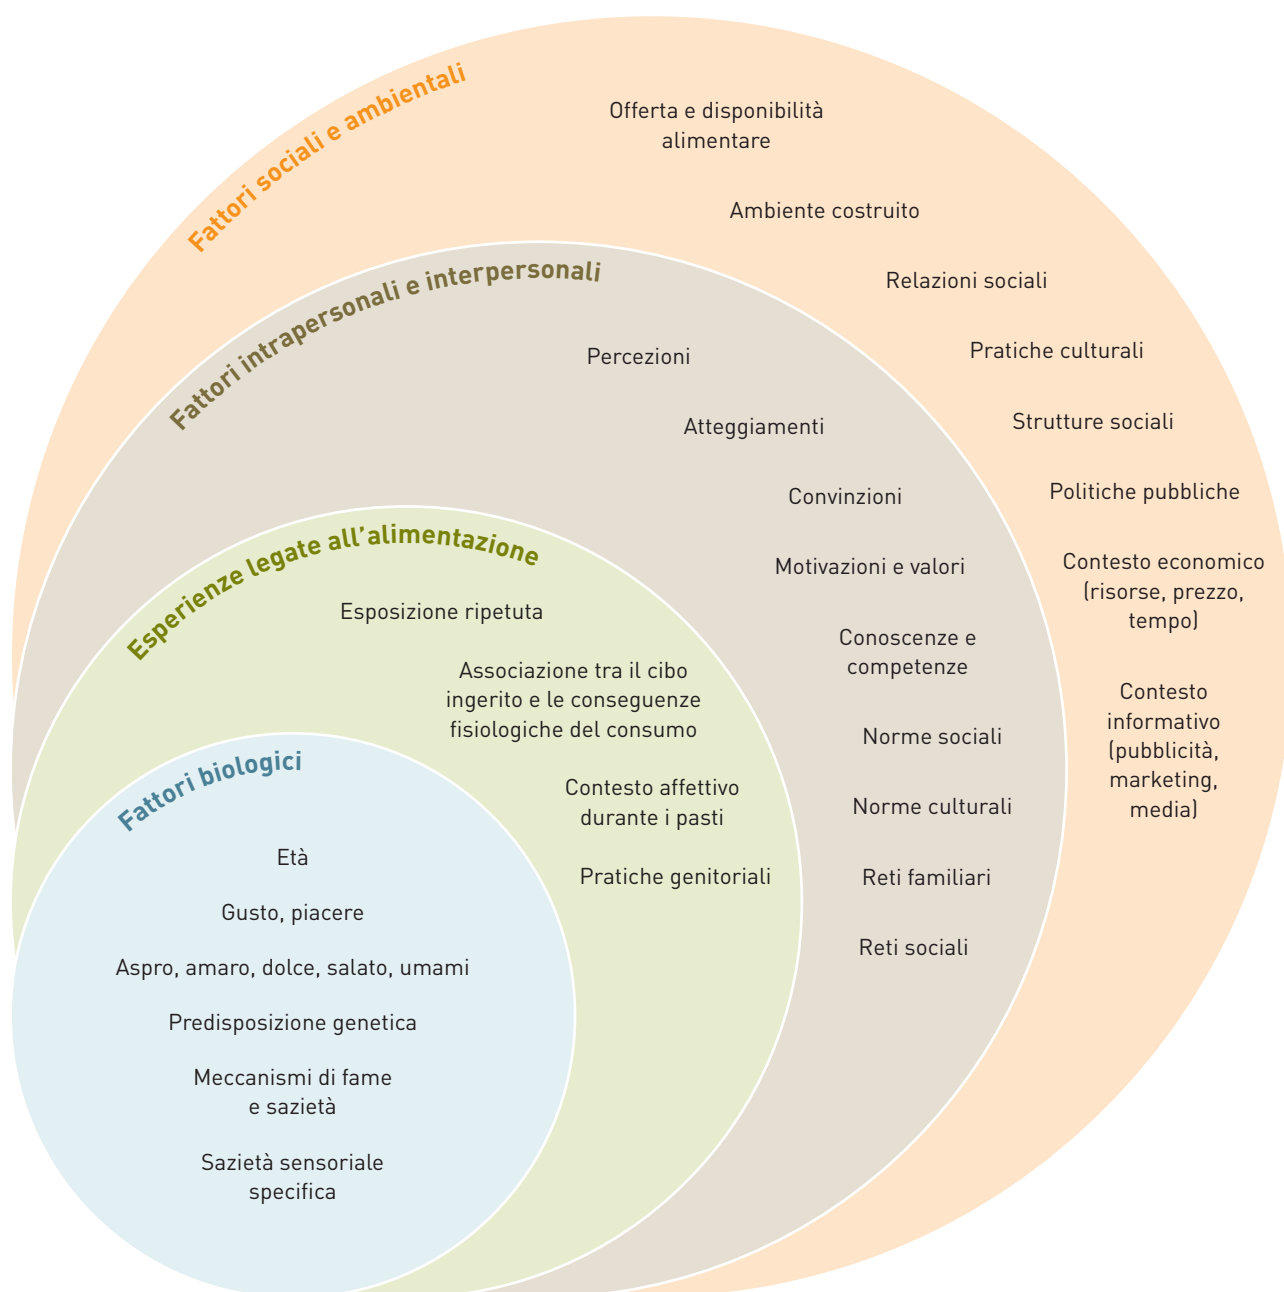 Fattori sociali e ambientali
Offerta e disponibilità
alimentare
Ambiente costruito
Relazioni sociali
Pratiche culturali
Strutture sociali
Politiche pubbliche
Contesto economico
(risorse, prezzo,
tempo)
Contesto
informativo
(pubblicità,
marketing,
media)
Fattori intrapersonali e interpersonali
Percezioni
Atteggiamenti
Convinzioni
Motivazioni e valori
Conoscenze e
competenze
Norme sociali
Norme culturali
Reti familiari
Reti sociali
Esperienze legate all’alimentazione
Esposizione ripetuta
Associazione tra il cibo
ingerito e le conseguenze
fisiologiche del consumo
Contesto affettivo
durante i pasti
Pratiche genitoriali
Fattori biologici
Età
Gusto, piacere
Aspro, amaro, dolce, salato, umami
Predisposizione genetica
Meccanismi di fame
e sazietà
Sazietà sensoriale
specifica